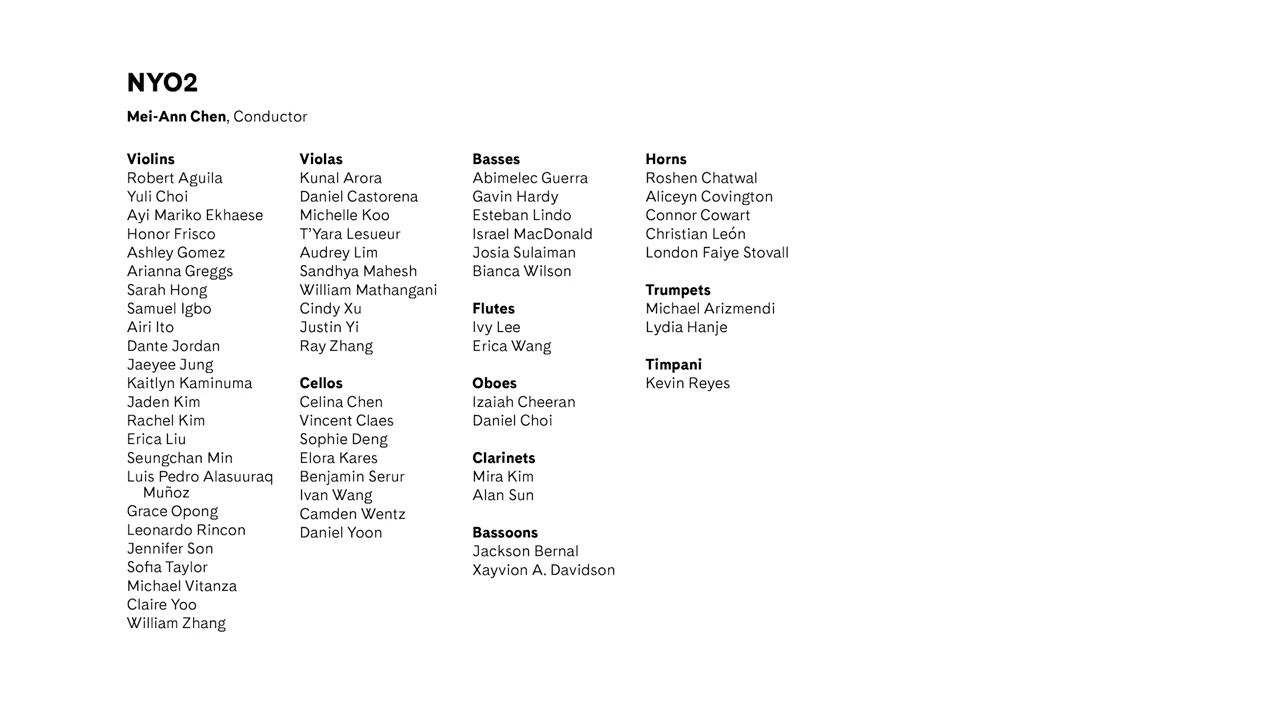 NYO2
Mei-Ann Chen, Conductor
Violins
Robert Aguila
Yuli Choi
Ayi Mariko Ekhaese
Honor Frisco
Ashley Gomez
Arianna Greggs
Sarah Hong
Samuel Igbo
Airi Ito
Dante Jordan
Jaeyee Jung
Kaitlyn Kaminuma
Jaden Kim
Rachel Kim
Erica Liu
Seungchan Min
Luis Pedro Alasuuraq
Muñoz
Grace Opong
Leonardo Rincon
Jennifer Son
Sofia Taylor
Michael Vitanza
Claire Yoo
William Zhang
Violas
Kunal Arora
Daniel Castorena
Michelle Koo
T’Yara Lesueur
Audrey Lim
Sandhya Mahesh
William Mathangani
Cindy Xu
Justin Yi
Ray Zhang
Cellos
Celina Chen
Vincent Claes
Sophie Deng
Elora Kares
Benjamin Serur
Ivan Wang
Camden Wentz
Daniel Yoon
Basses
Abimelec Guerra
Gavin Hardy
Esteban Lindo
Israel MacDonald
Josia Sulaiman
Bianca Wilson
Flutes
Ivy Lee
Erica Wang
Oboes
Izaiah Cheeran
Daniel Choi
Clarinets
Mira Kim
Alan Sun
Bassoons
Jackson Bernal
Xayvion A. Davidson
Horns
Roshen Chatwal
Aliceyn Covington
Connor Cowart
Christian León
London Faiye Stovall
Trumpets
Michael Arizmendi
Lydia Hanje
Timpani
Kevin Reyes